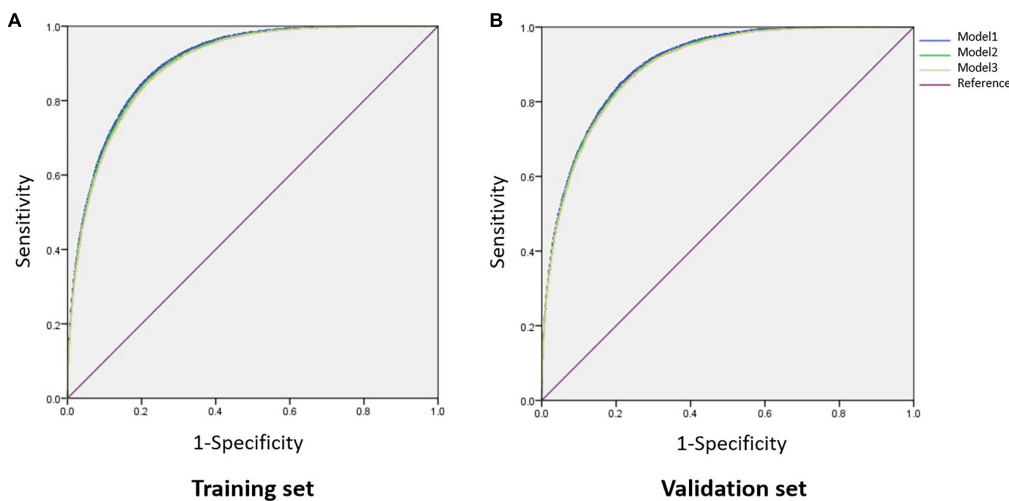 A
1.0
0.8
0.6
0.4
0.2
0.0
0.0 0.2 0.4 0.6 0.8 1.0
Sensitivity
1-Specificity
Training set
B
1.0
0.8
0.6
0.4
0.2
0.0
0.0 0.2 0.4 0.6 0.8 1.0
Sensitivity
1-Specificity
Validation set
Model1
Model2
Model3
Reference